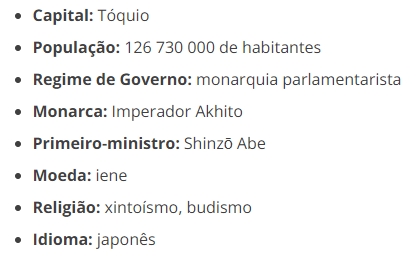 Capital: Tóquio
População: 126 730 000 de habitantes
Regime de Governo: monarquia parlamentarista
Monarca: Imperador Akhito
Primeiro-ministro: Shinzō Abe
Moeda: iene
Religião: xintoísmo, budismo
Idioma: japonês